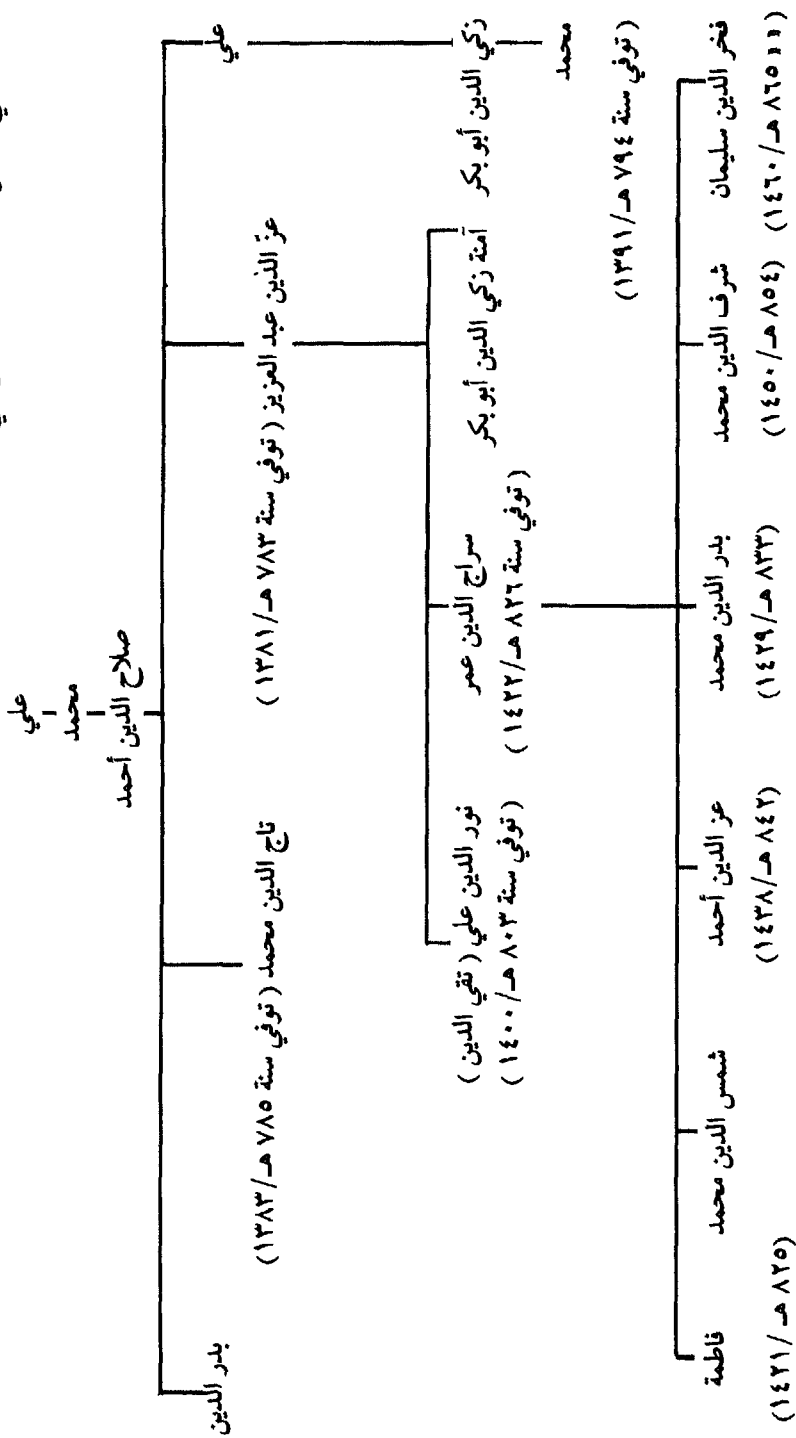 علي
محمد
صلاح الدين أحمد
علي
عز الدين عبد العزيز ( توفي سنة ٧٨٣ هـ/١٣٨١ )
تاج الدين محمد ( توفي سنة ٧٨٥ هـ/١٣٨٣)
بدر الدين
زكي الدين أبو بكر
محمد
(توفي سنة ٧٩٤ هـ/١٣٩١)
آمنة زكي الدين أبو بكر
سراج الدين عمر
( توفي سنة ٨٢٦ هـ/١٤٢٢ )
نور الدين علي ( تقي الدين )
( توفي سنة ٨٠٣ هـ/١٤٠٠ )
فخر الدين سليمان
شرف الدين محمد
بدر الدين محمد
عز الدين أحمد
شمس الدين محمد
فاطمة
(٨٦٥ هـ/١٤٦٠)
(٨٥٤ هـ/١٤٥٠)
(٨٣٣ هـ/١٤٢٩)
(٨٤٢ هـ/١٤٣٨)
(٨٢٥ هـ/١٤٢١)